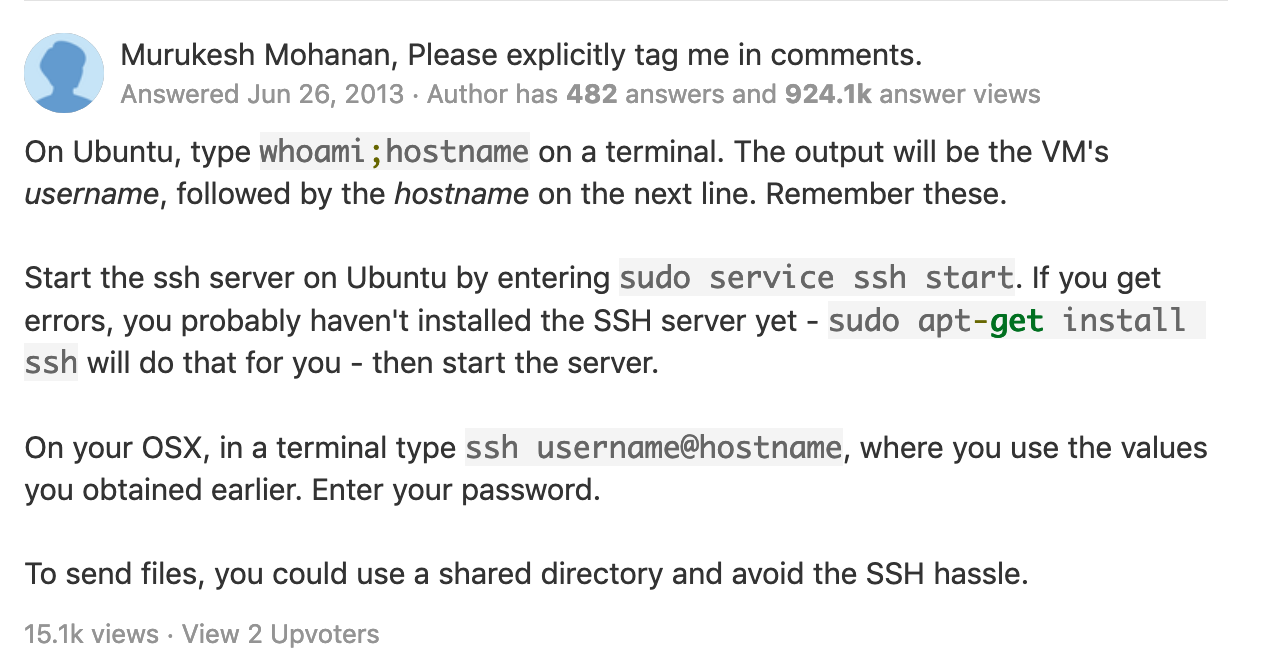 Murukesh Mohanan, Please explicitly tag me in comments.
Answered Jun 26, 2013 · Author has 482 answers and 924.1k answer views
On Ubuntu, type whoami;hostname on a terminal. The output will be the VM's
username, followed by the hostname on the next line. Remember these.
Start the ssh server on Ubuntu by entering sudo service ssh start. If you get
errors, you probably haven't installed the SSH server yet - sudo apt-get install
ssh will do that for you - then start the server.
On your OSX, in a terminal type ssh username@hostname, where you use the values
you obtained earlier. Enter your password.
To send files, you could use a shared directory and avoid the SSH hassle.
15.1k views · View 2 Upvoters